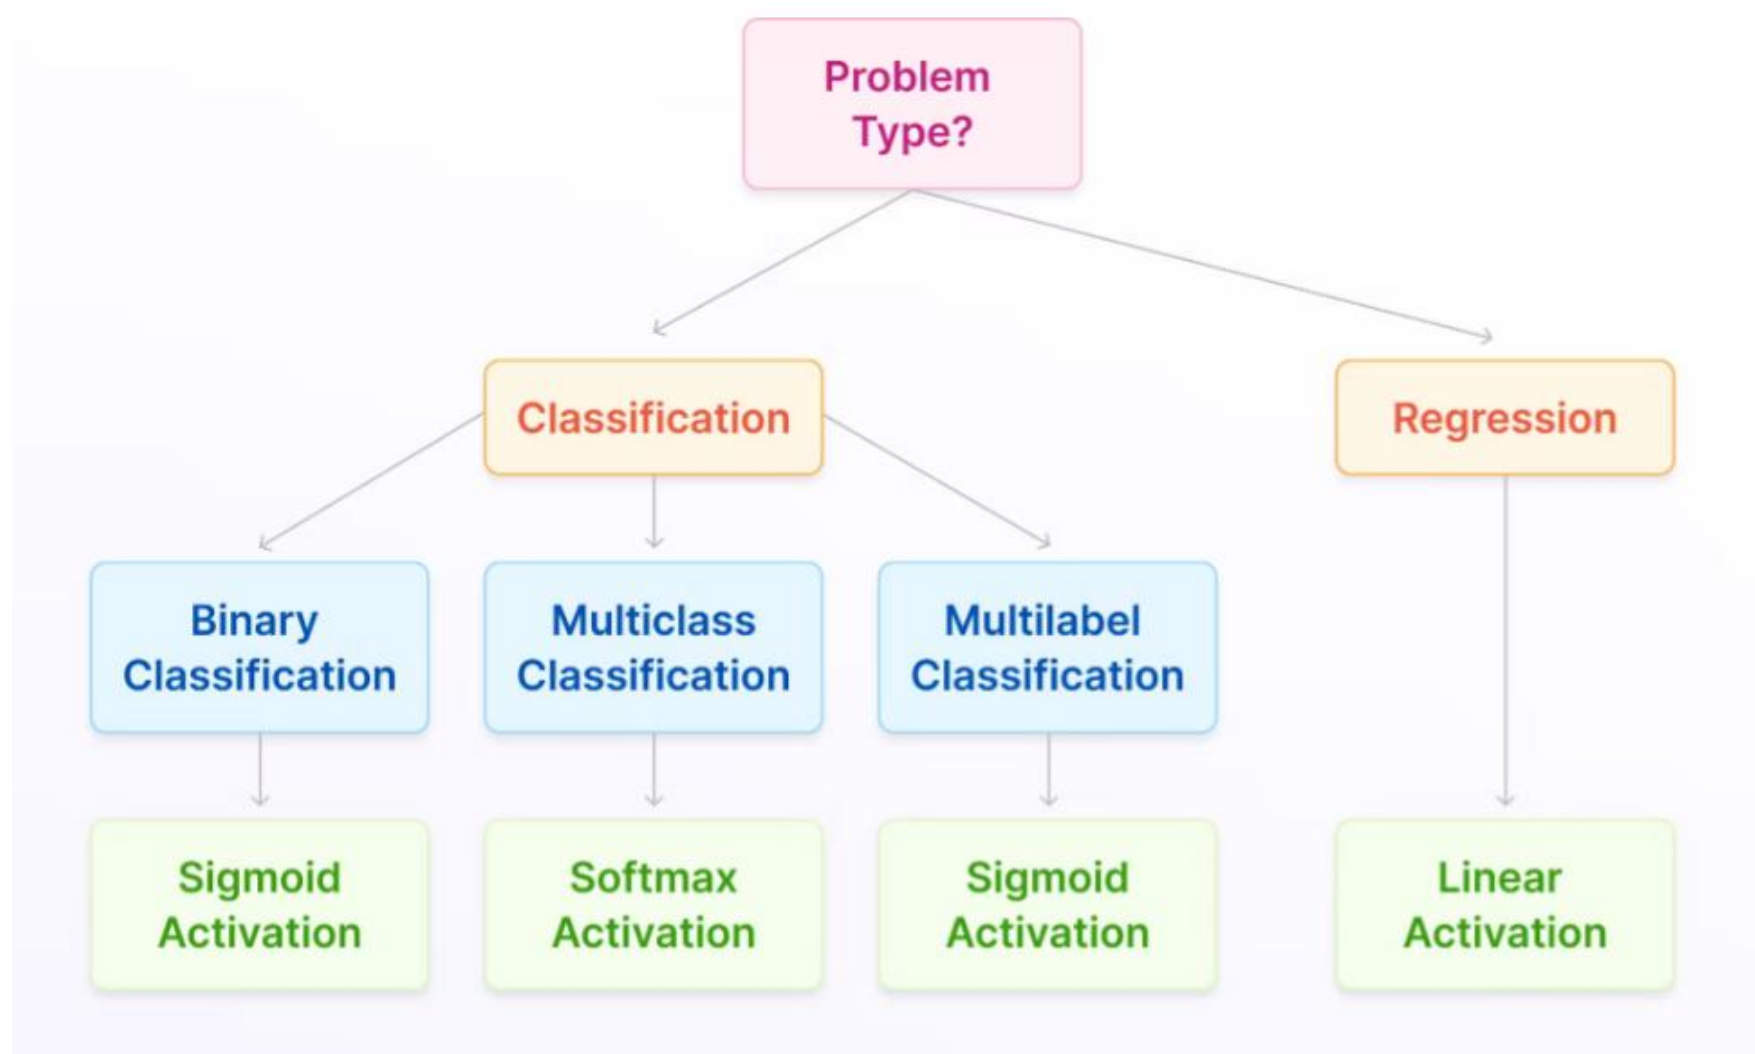 Problem
Type?
Classification
Regression
Binary
Classification
Multiclass
Classification
Multilabel
Classification
Sigmoid
Activation
Softmax
Activation
Sigmoid
Activation
Linear
Activation